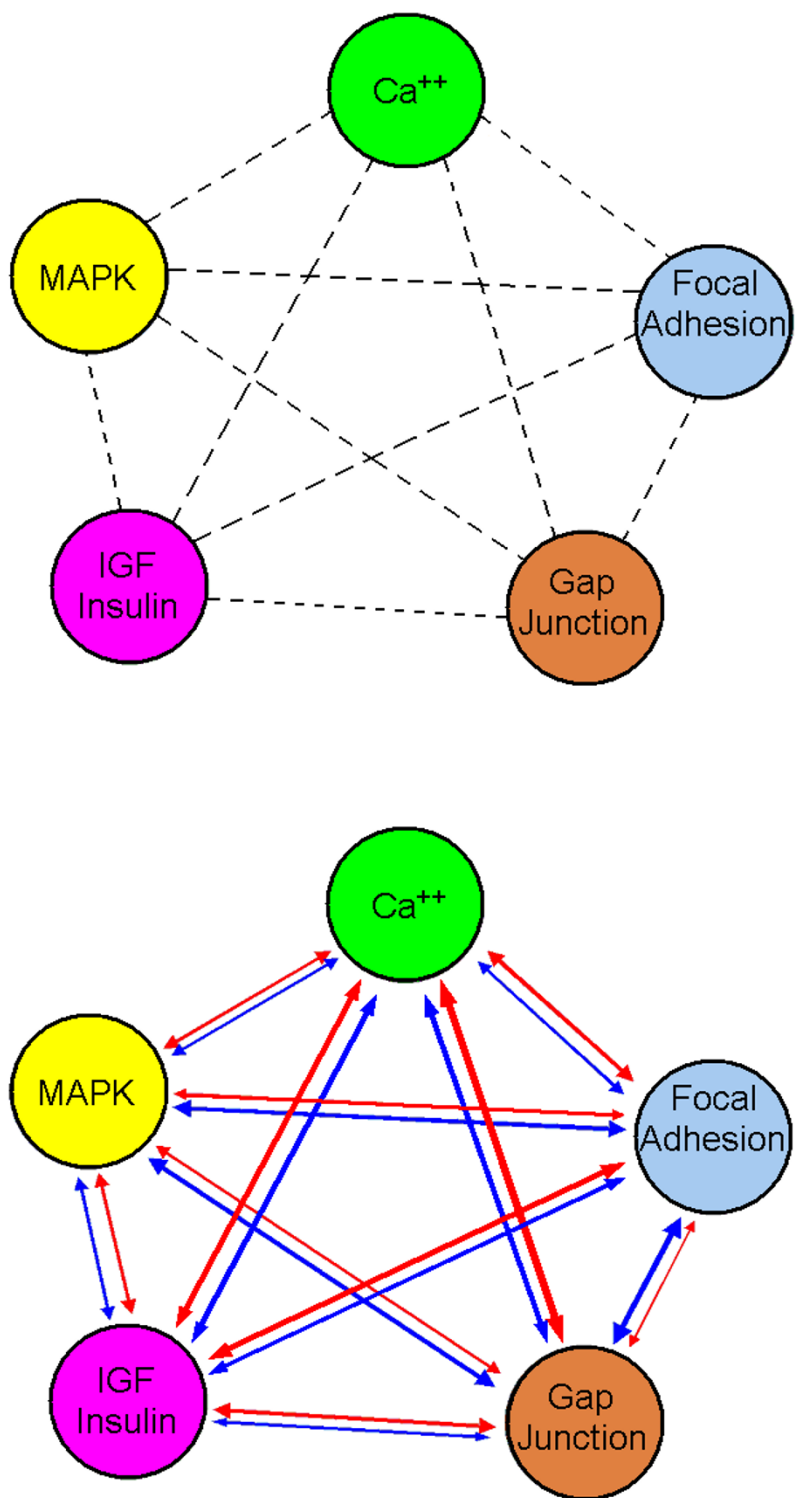 Ca++
MAPK
Focal
Adhesion
IGF
Insulin
Gap
Junction
Ca++
MAPK
Focal
Adhesion
IGF
Insulin
Gap
Junction